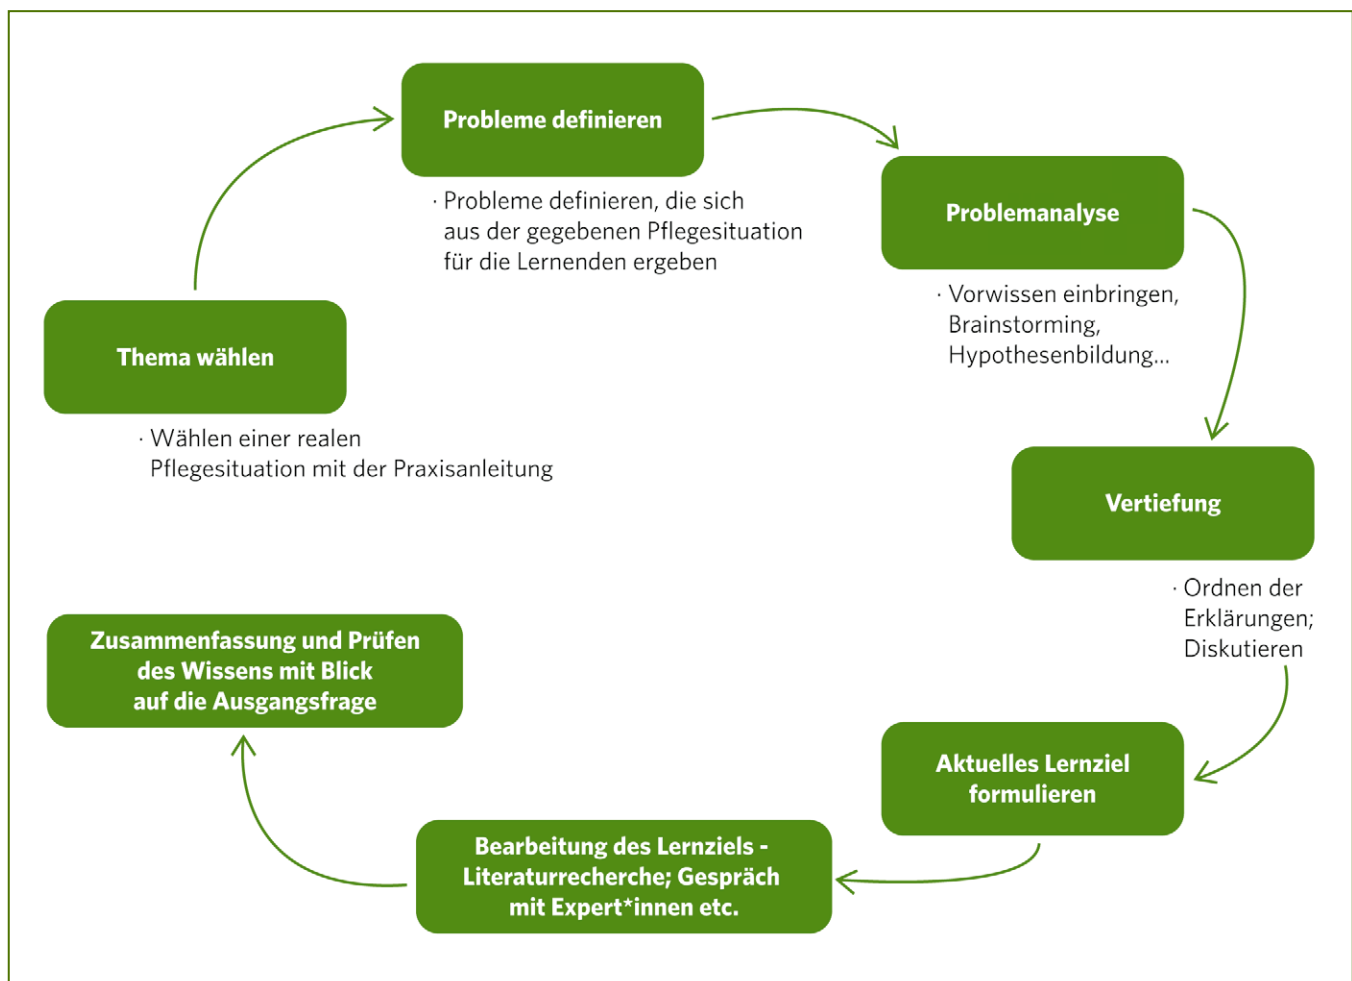 Thema wählen
· Wählen einer realen
Pflegesituation mit der Praxisanleitung
Probleme definieren
· Probleme definieren, die sich
aus der gegebenen Pflegesituation
für die Lernenden ergeben
Problemanalyse
· Vorwissen einbringen,
Brainstorming,
Hypothesenbildung...
Vertiefung
· Ordnen der
Erklärungen;
Diskutieren
Aktuelles Lernziel
formulieren
Bearbeitung des Lernziels -
Literaturrecherche; Gespräch
mit Expert*innen etc.
Zusammenfassung und Prüfen
des Wissens mit Blick
auf die Ausgangsfrage